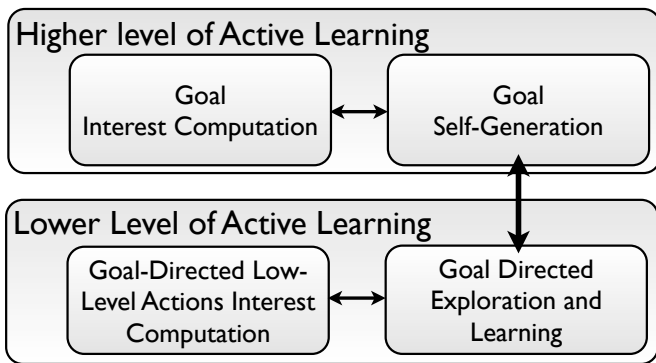 Higher level of Active Learning
Goal
Interest Computation
Goal
Self-Generation
Lower Level of Active Learning
Goal-Directed Low-
Level Actions Interest
Computation
Goal Directed
Exploration and
Learning